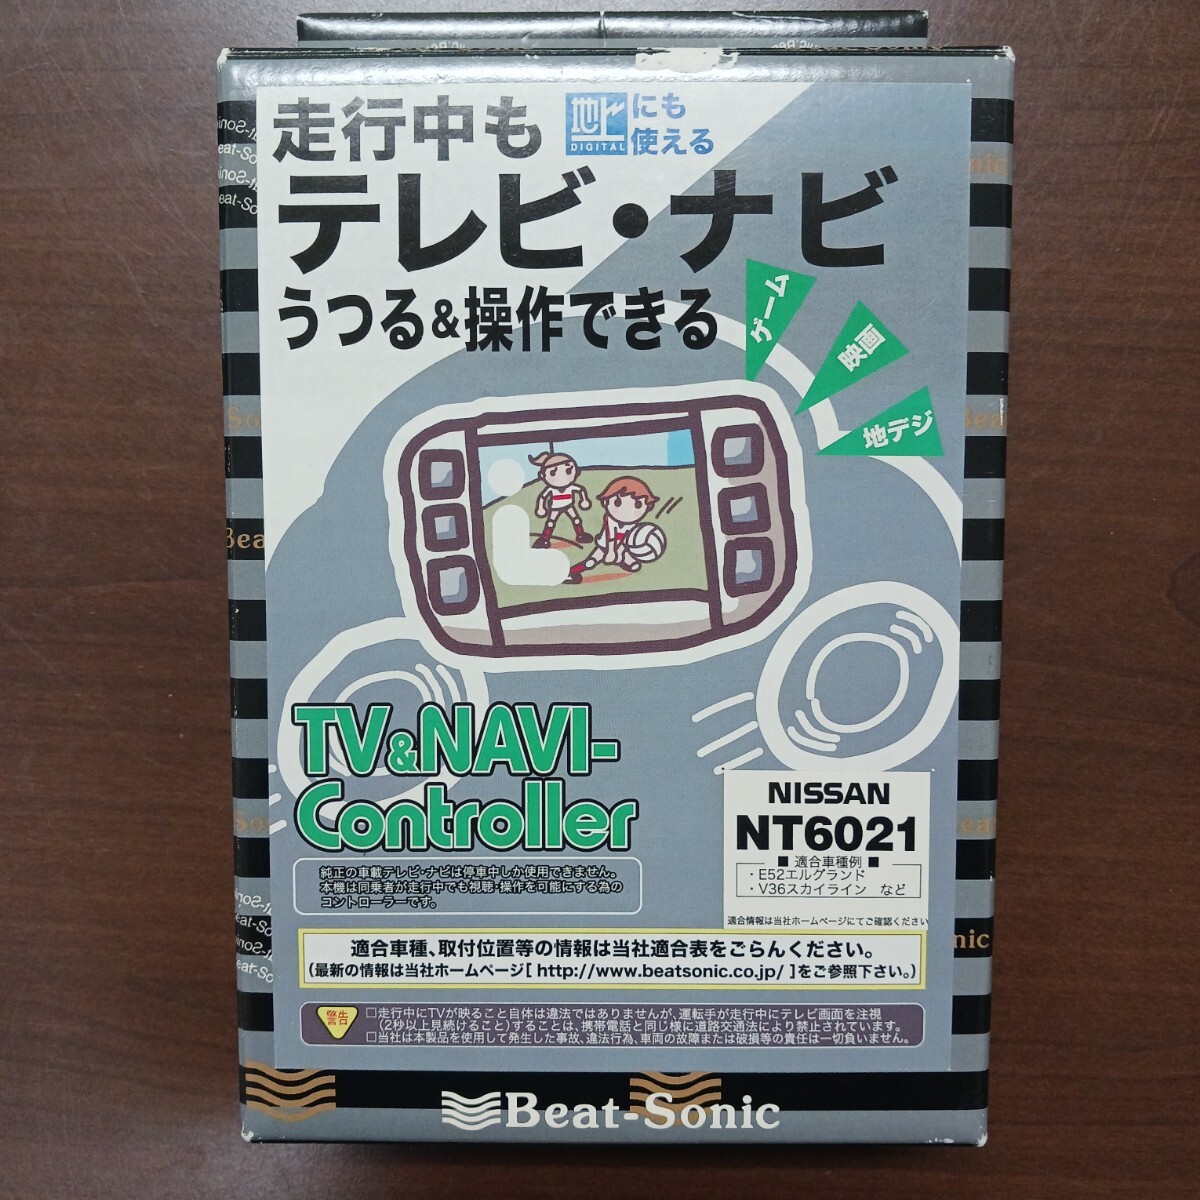 走行中も
地デジ DIGITAL にも
使える
テレビ・ナビ
うつる&操作できる
ゲーム
映画
地デジ
TV&NAVI-
Controller
純正の車載テレビ・ナビは停車中しか使用できません。
本機は同乗者が走行中でも視聴・操作を可能にする為の
コントローラーです。
NISSAN
NT6021
■ 適合車種例 ■
・E52エルグランド
・V36スカイライン など
適合情報は当社ホームページにてご確認ください
適合車種、取付位置等の情報は当社適合表をごらんください。
(最新の情報は当社ホームページ[ http://www.beatsonic.co.jp/ ]をご参照下さい。)
警告
□走行中にTVが映ること自体は違法ではありませんが、運転手が走行中にテレビ画面を注視
(2秒以上見続けること)することは、携帯電話と同じ様に道路交通法により禁止されています。
□当社は本製品を使用して発生した事故、違法行為、車両の故障または破損等の責任は一切負いません。
Beat-Sonic